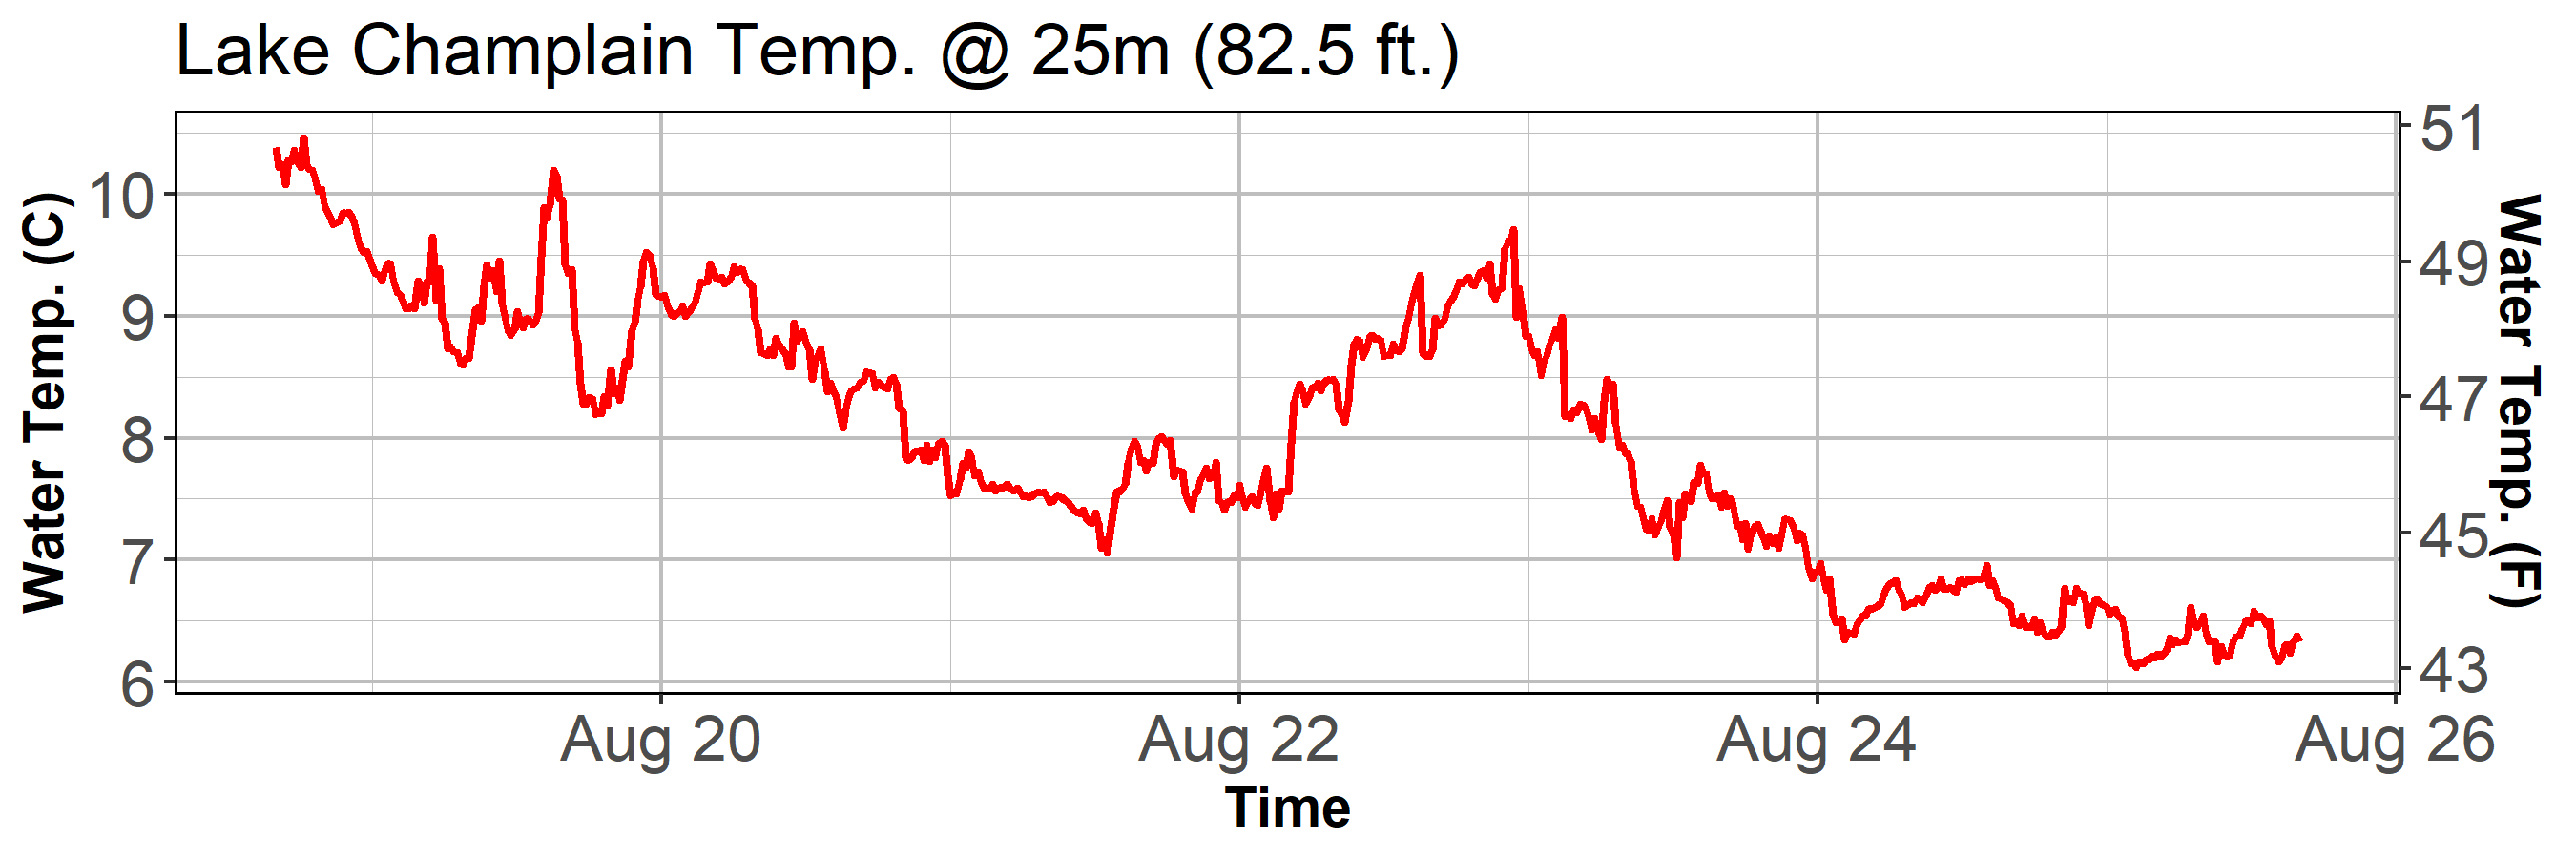 Lake Champlain Temp. @ 25m (82.5 ft.)
Water Temp. (C)
10
9
8
7
6
51
49
47
45
43
Water Temp. (F)
Aug 20 Aug 22 Aug 24 Aug 26
Time